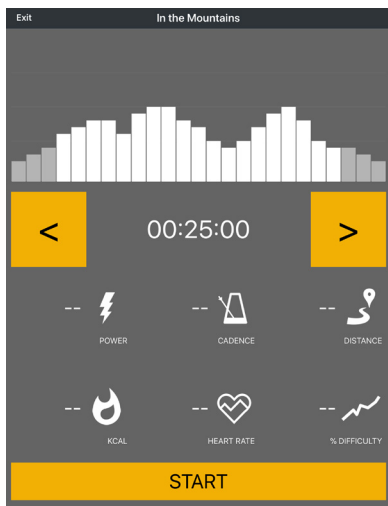 Exit
In the Mountains
<
00:25:00
>
--
POWER
--
CADENCE
--
DISTANCE
--
KCAL
--
HEART RATE
--
% DIFFICULTY
START